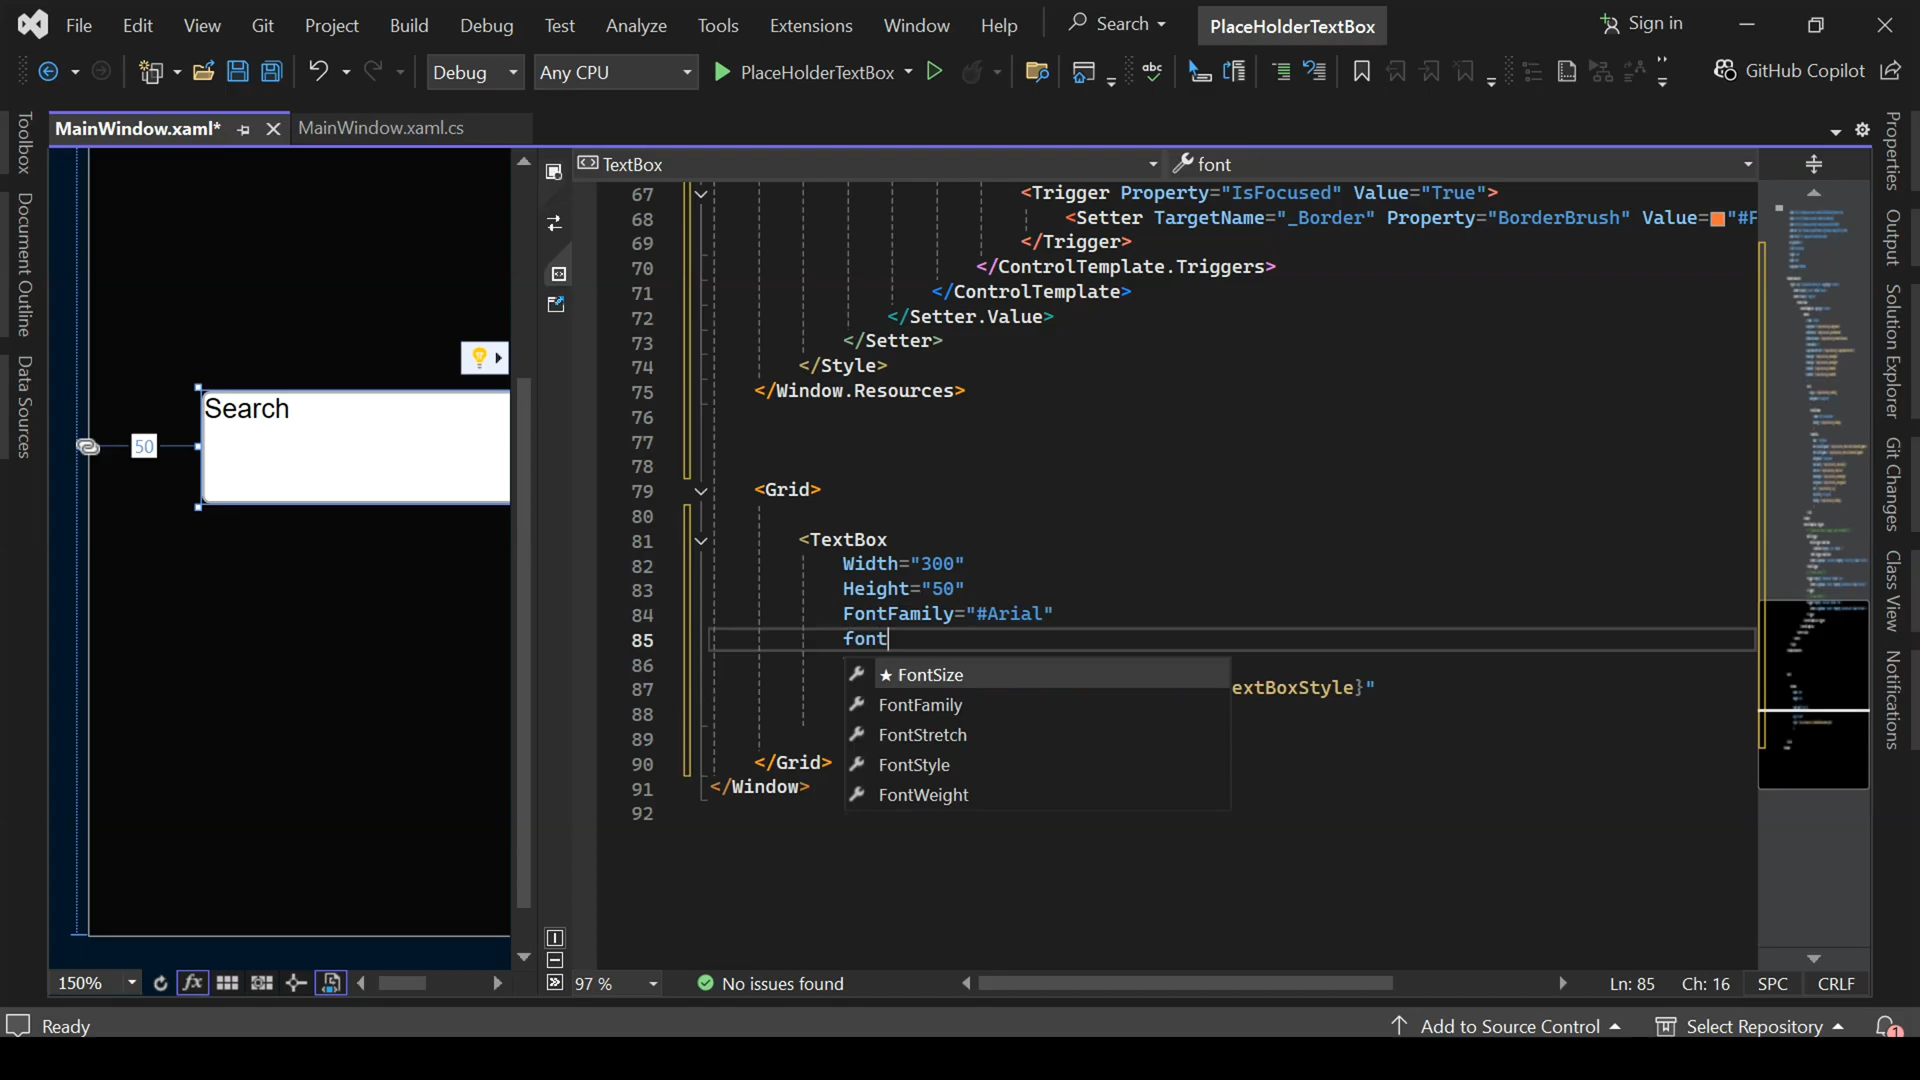 File Edit View Git Project Build Debug Test Analyze Tools Extensions Window Help Search PlaceHolderTextBox Sign in
Debug Any CPU PlaceHolderTextBox abc GitHub Copilot
MainWindow.xaml* MainWindow.xaml.cs
Toolbox
Document Outline
Data Sources
Search
50
150%
fx
TextBox font
67 <Trigger Property="IsFocused" Value="True">
68 <Setter TargetName="_Border" Property="BorderBrush" Value="#F
69 </Trigger>
70 </ControlTemplate.Triggers>
71 </ControlTemplate>
72 </Setter.Value>
73 </Setter>
74 </Style>
75 </Window.Resources>
76
77
78
79 <Grid>
80
81 <TextBox
82 Width="300"
83 Height="50"
84 FontFamily="#Arial"
85 font
86 ★ FontSize
87 FontFamily extBoxStyle}"
88 FontStretch
89 FontStyle
90 </Grid>
91 </Window> FontWeight
92
97 % No issues found Ln: 85 Ch: 16 SPC CRLF
Properties
Output
Solution Explorer
Git Changes
Class View
Notifications
Ready Add to Source Control Select Repository 1